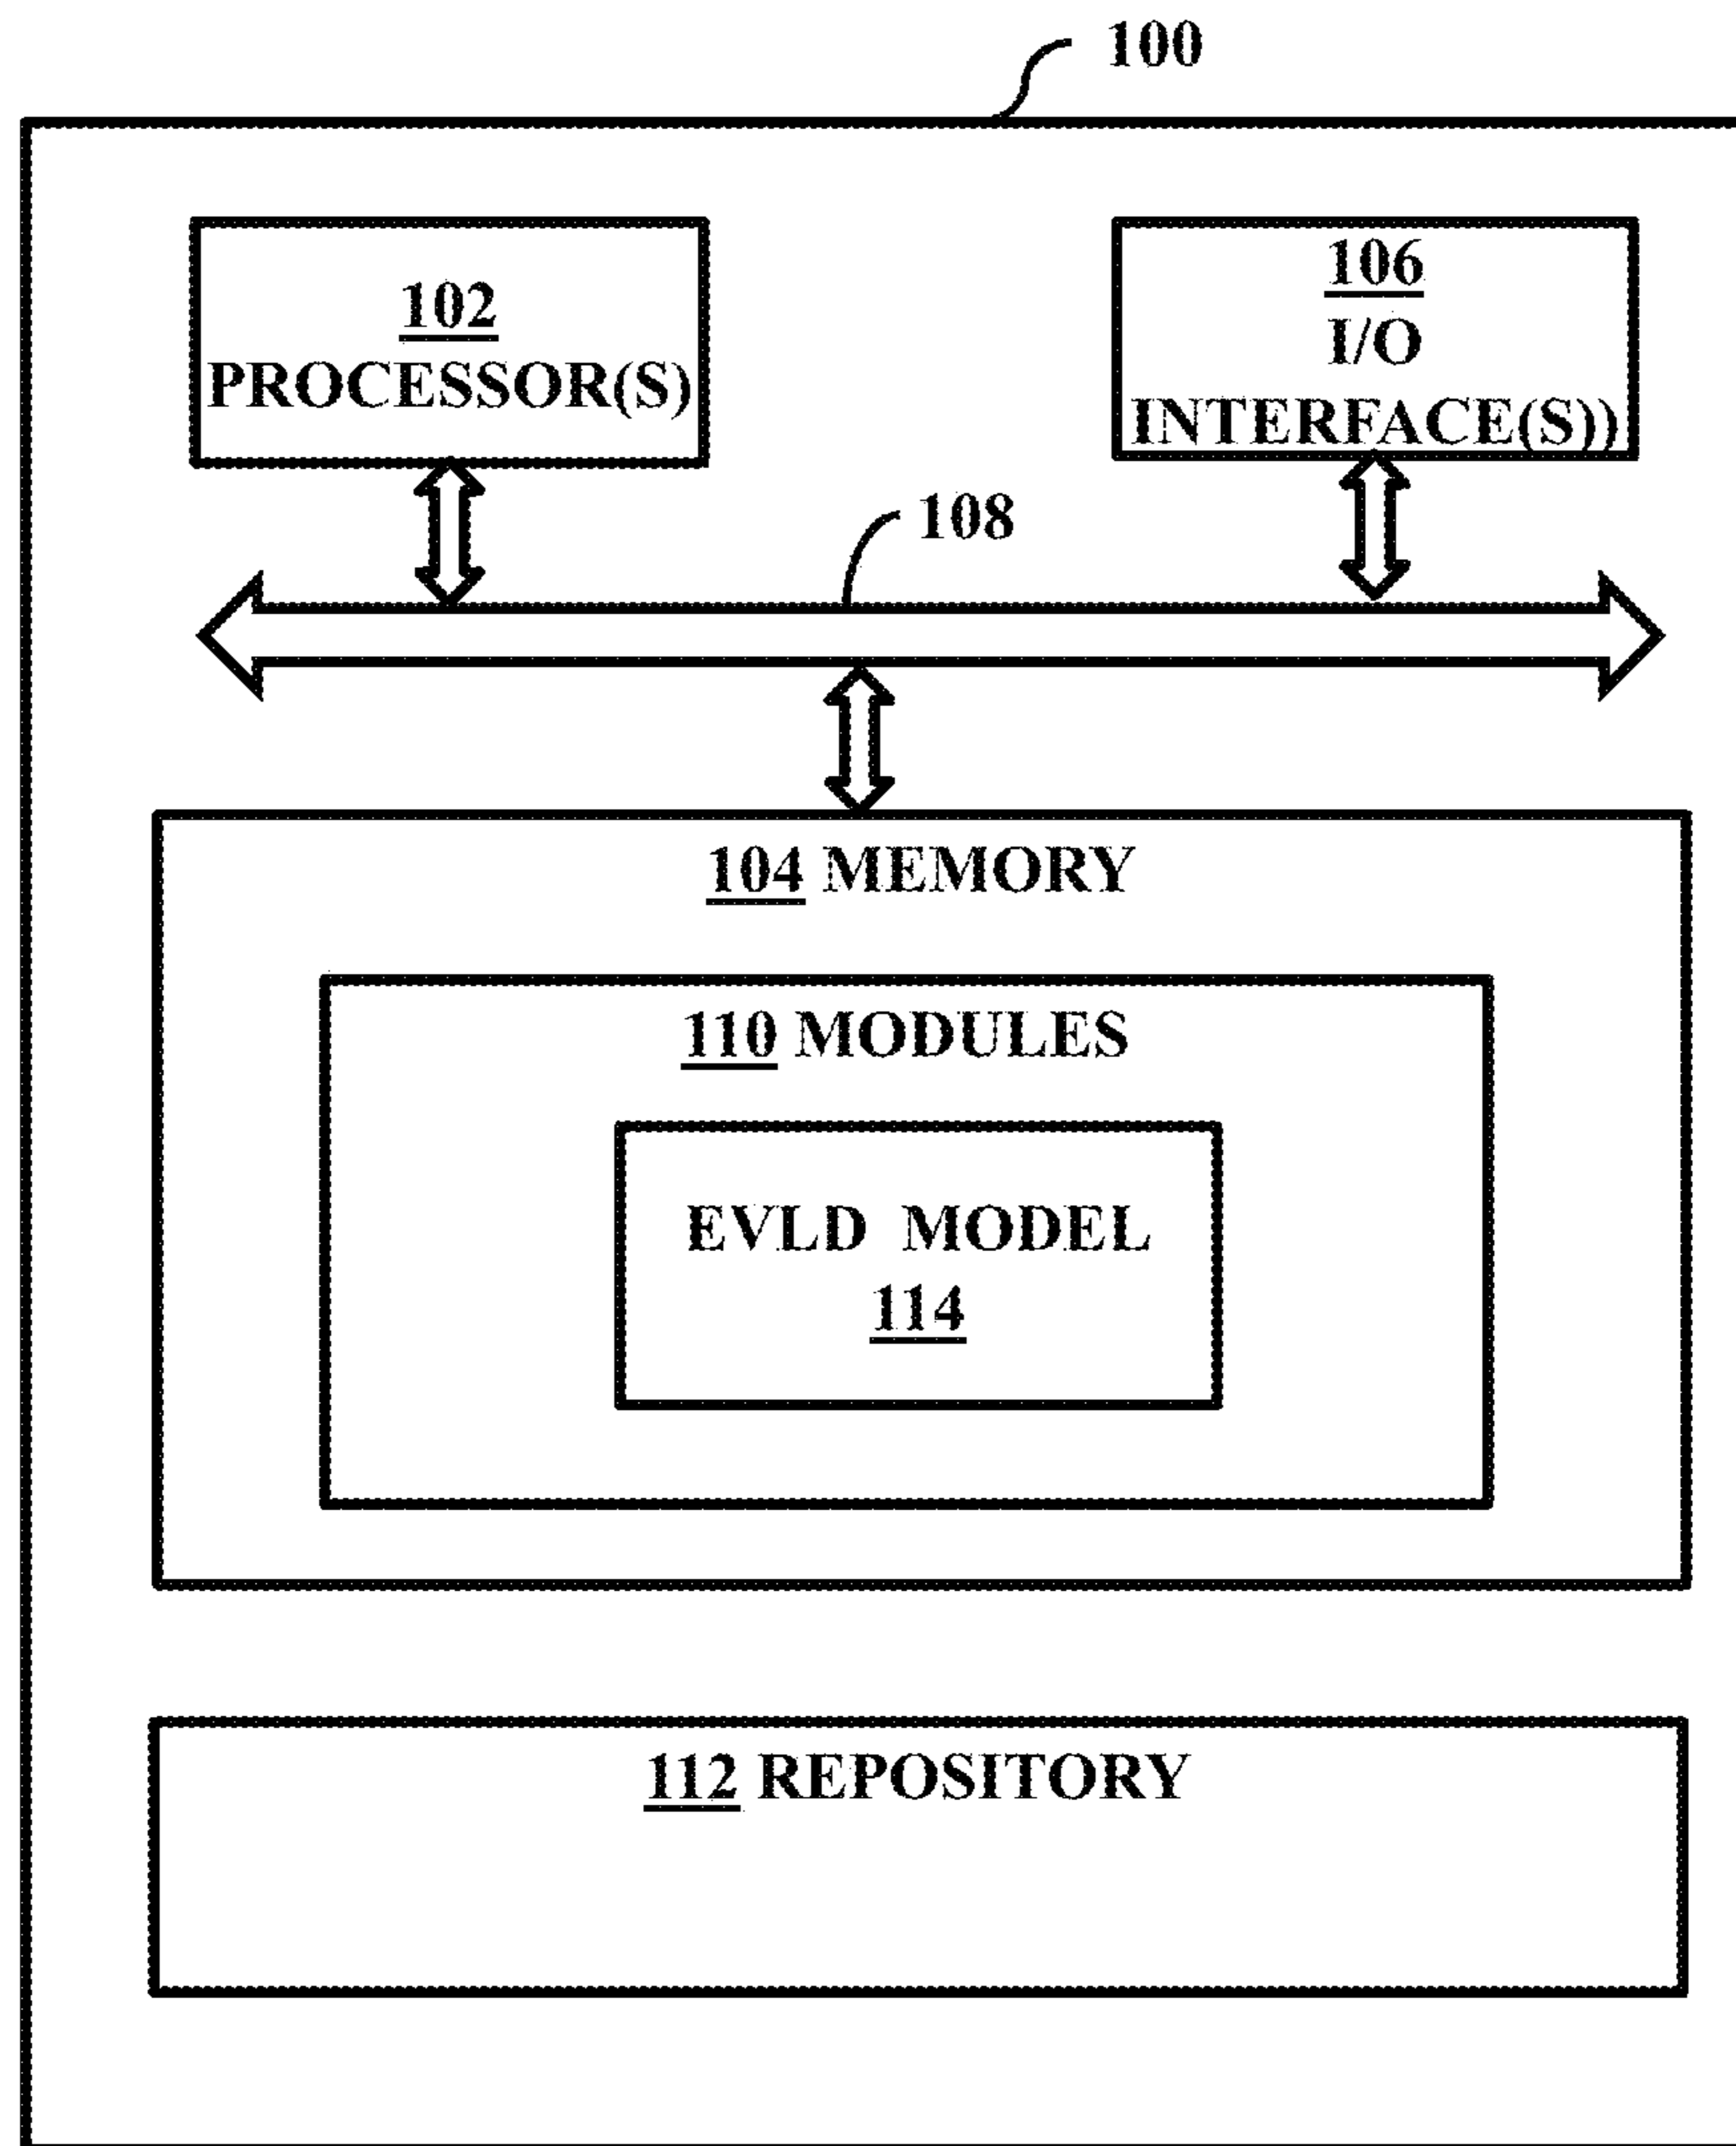 100
102
PROCESSOR(S)
106
I/O
INTERFACE(S))
108
104 MEMORY
110 MODULES
EVLD MODEL
114
112 REPOSITORY